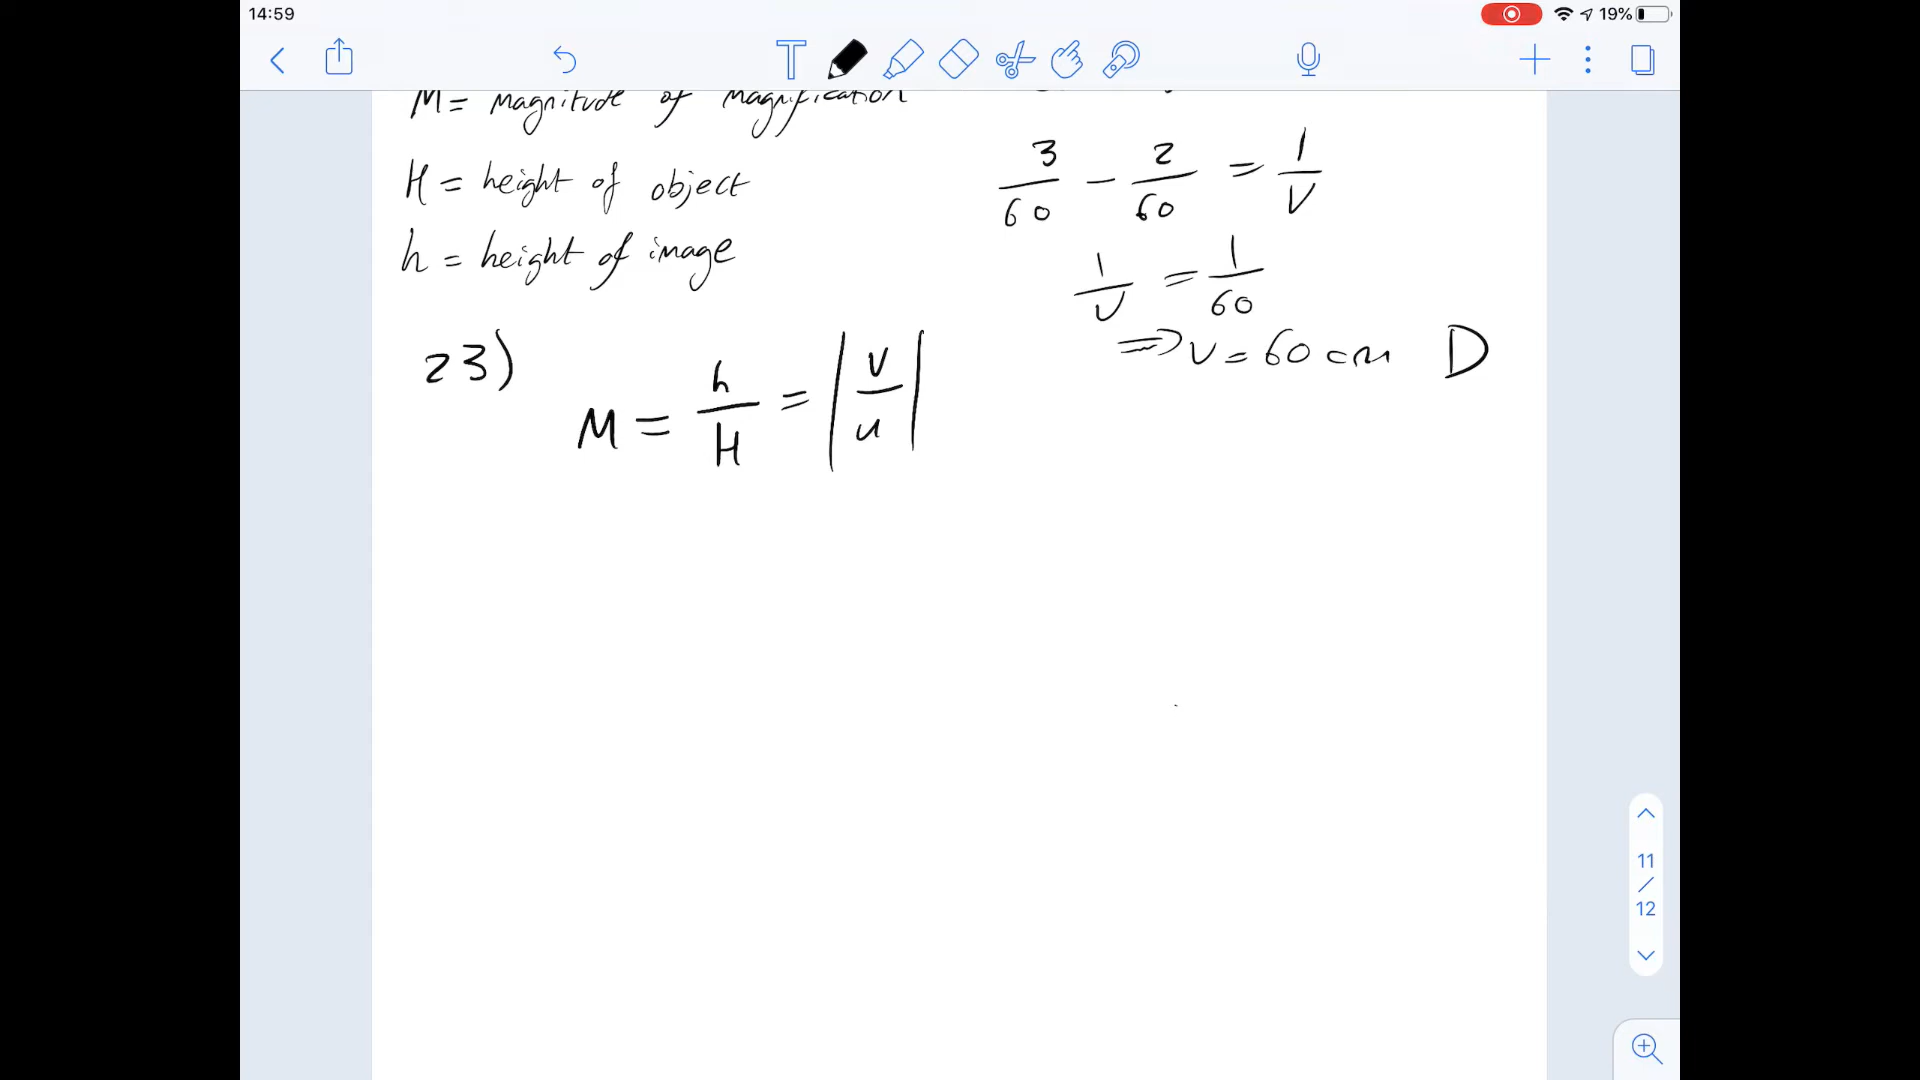 14:59
19%
T
M = magnitude of magnification
H = height of object
h = height of image
3/60 - 2/60 = 1/V
1/V = 1/60
⇒ v = 60 cm D
23)
M = h/H = |v/u|
11
/
12